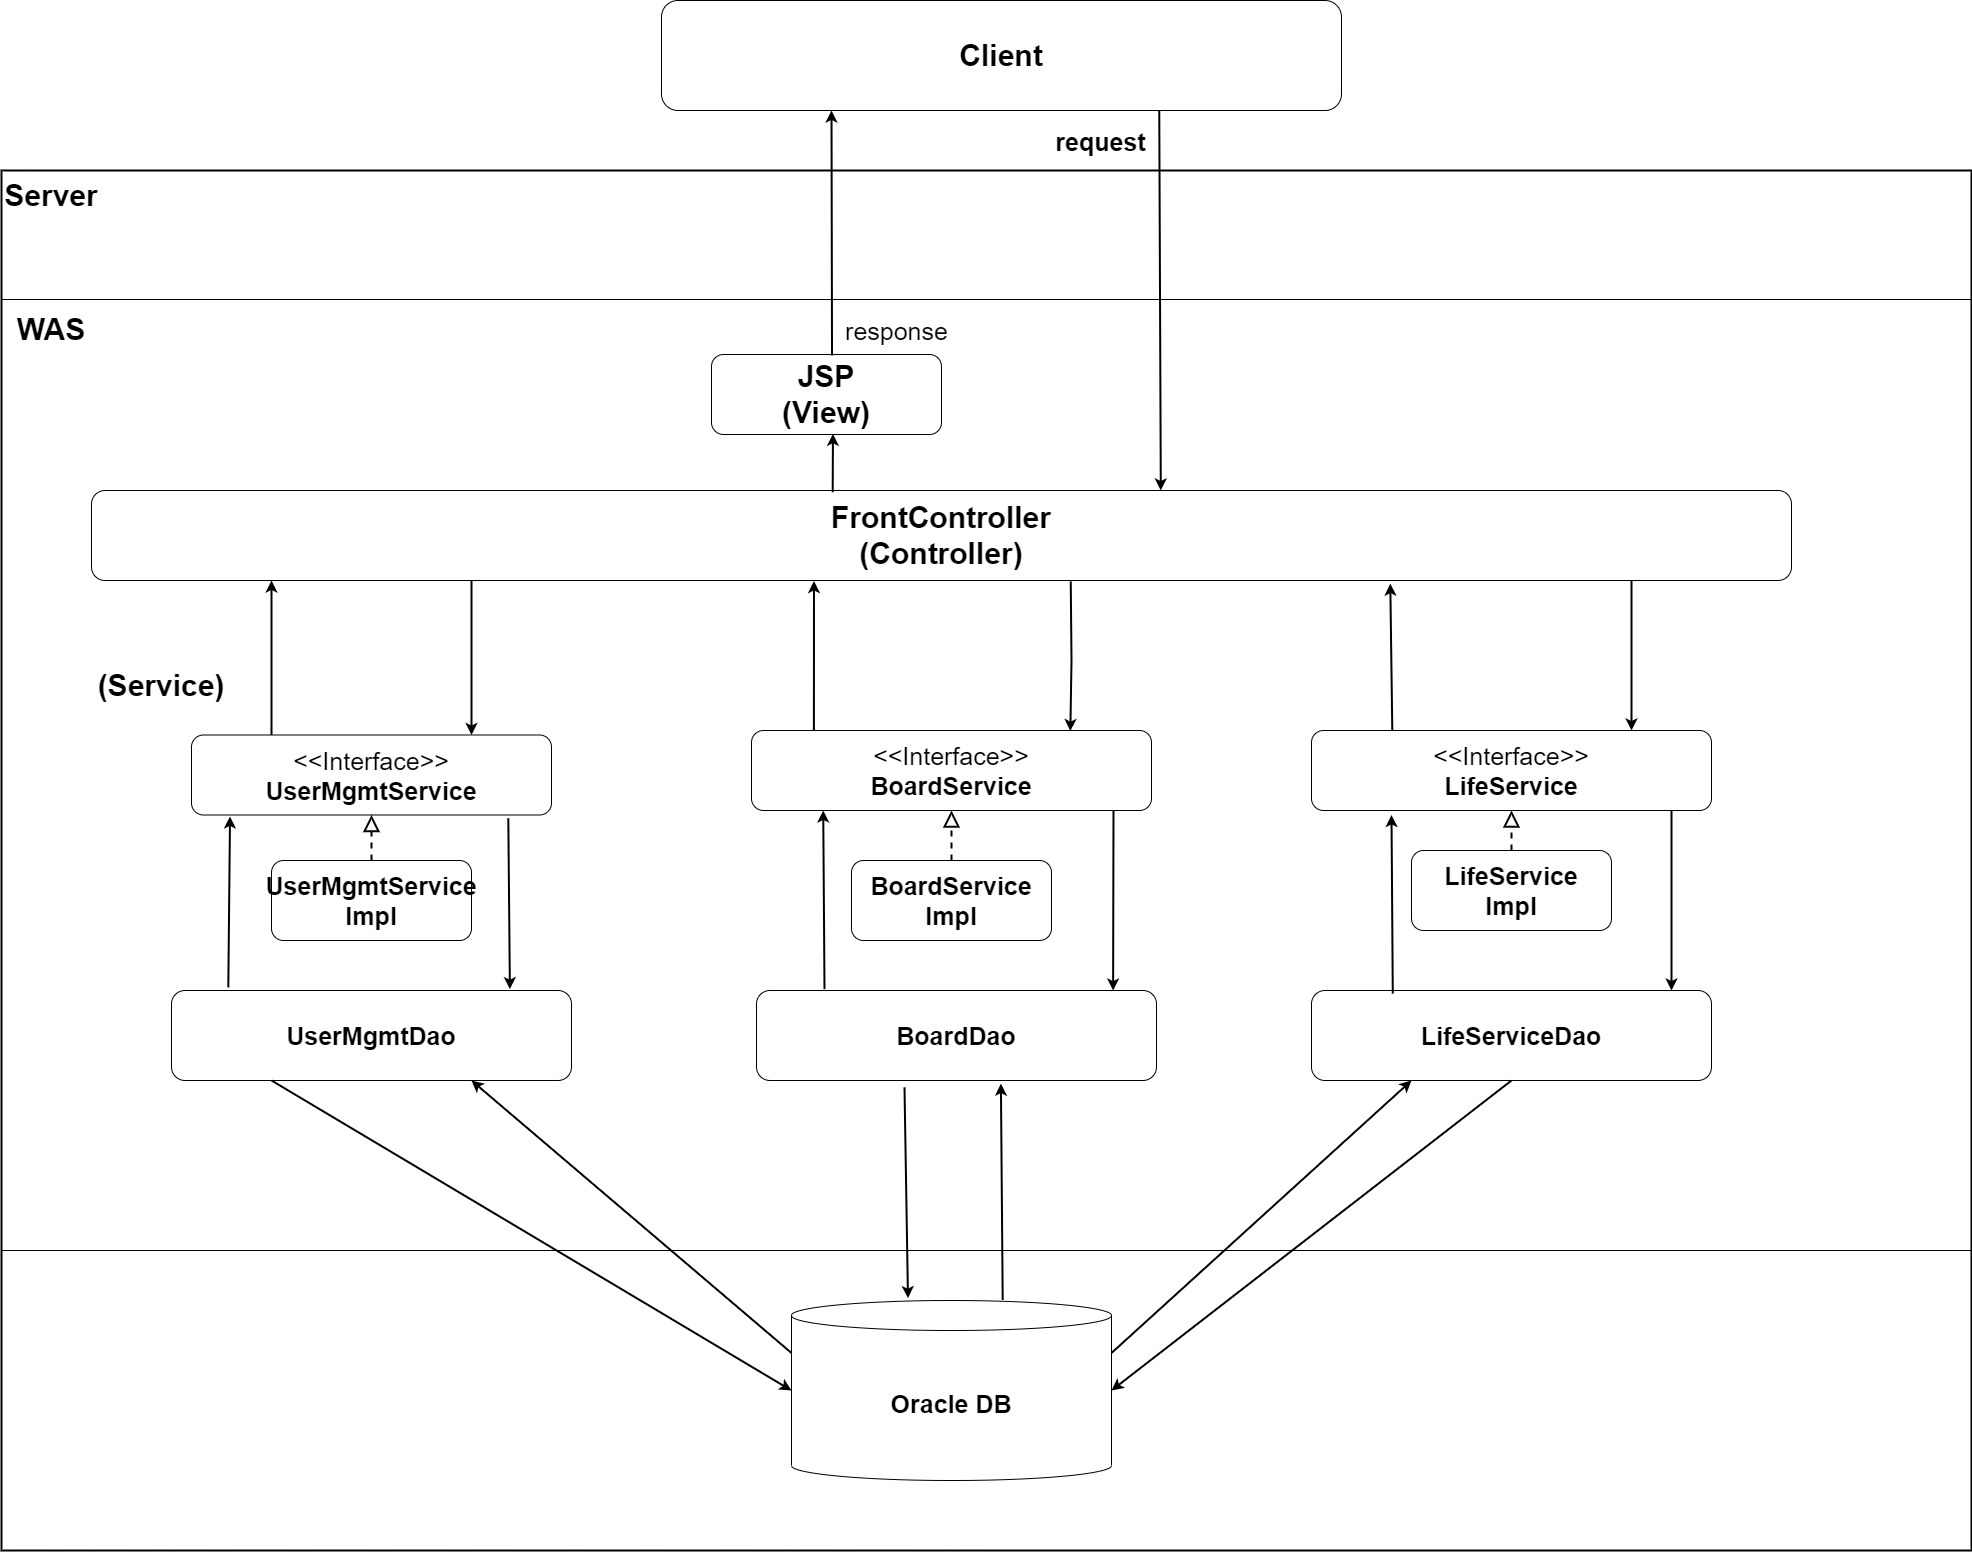 Client
request
Server
WAS
response
JSP
(View)
FrontController
(Controller)
(Service)
<<Interface>>
UserMgmtService
<<Interface>>
BoardService
<<Interface>>
LifeService
UserMgmtService
Impl
BoardService
Impl
LifeService
Impl
UserMgmtDao
BoardDao
LifeServiceDao
Oracle DB